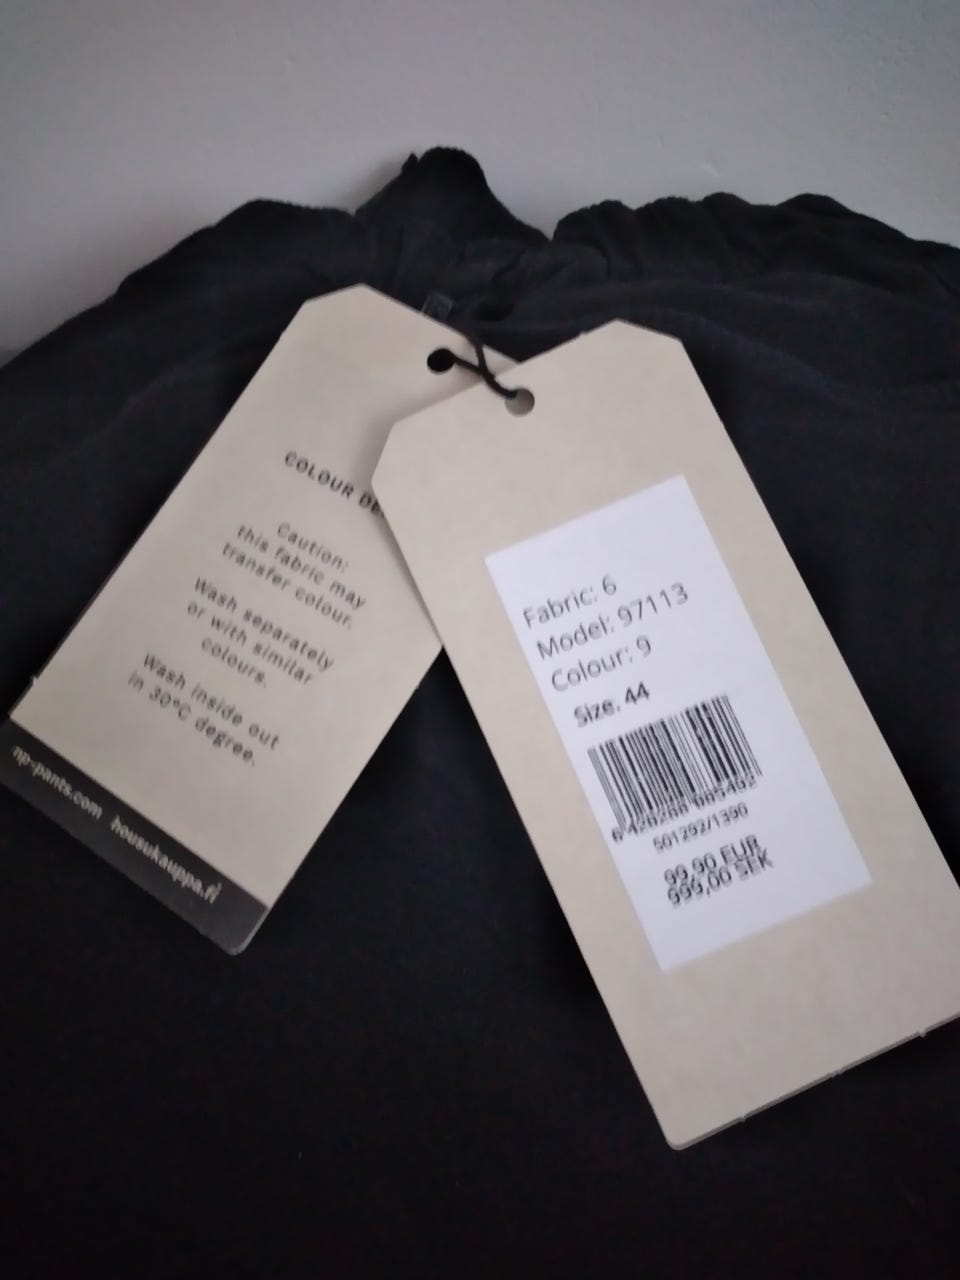 COLOUR DE
Caution:
this fabric may
transfer colour.
Wash separately
or with similar
colours.
Wash inside out
in 30°C degree.
np-pants.com housukauppa.fi
Fabric: 6
Model: 97113
Colour: 9
Size. 44
501292/1390
99,90 EUR
999,00 SEK